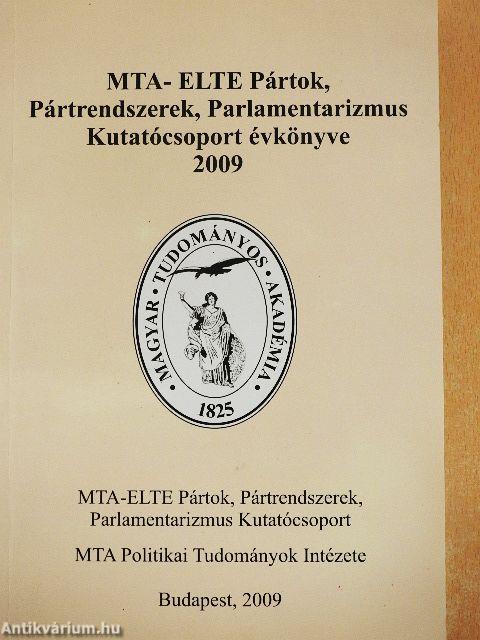 MTA- ELTE Pártok,
Pártrendszerek, Parlamentarizmus
Kutatócsoport évkönyve
2009
• MAGYAR • TUDOMÁNYOS • AKADÉMIA •
1825
MTA-ELTE Pártok, Pártrendszerek,
Parlamentarizmus Kutatócsoport
MTA Politikai Tudományok Intézete
Budapest, 2009
Antikvárium.hu